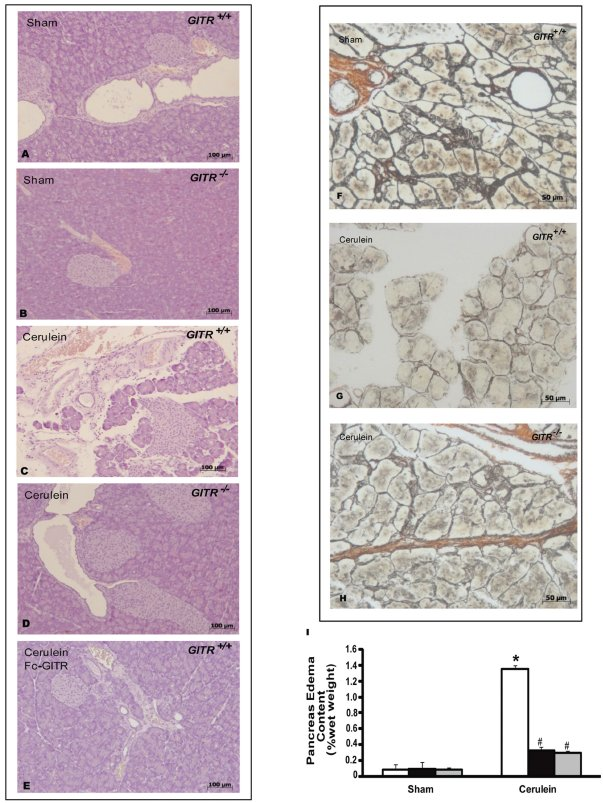 Sham GITR +/+
A 100 µm
Sham GITR -/-
B 100 µm
Cerulein GITR +/+
C 100 µm
Cerulein GITR -/-
D 100 µm
Cerulein GITR +/+
Fc-GITR
E 100 µm
Sham GITR +/+
F 50 µm
Cerulein GITR +/+
G 50 µm
Cerulein GITR -/-
H 50 µm
I
Pancreas Edema
Content
(%wet weight)
1.6
1.4
1.2
1.0
0.8
0.6
0.4
0.2
0
*
# #
Sham Cerulein